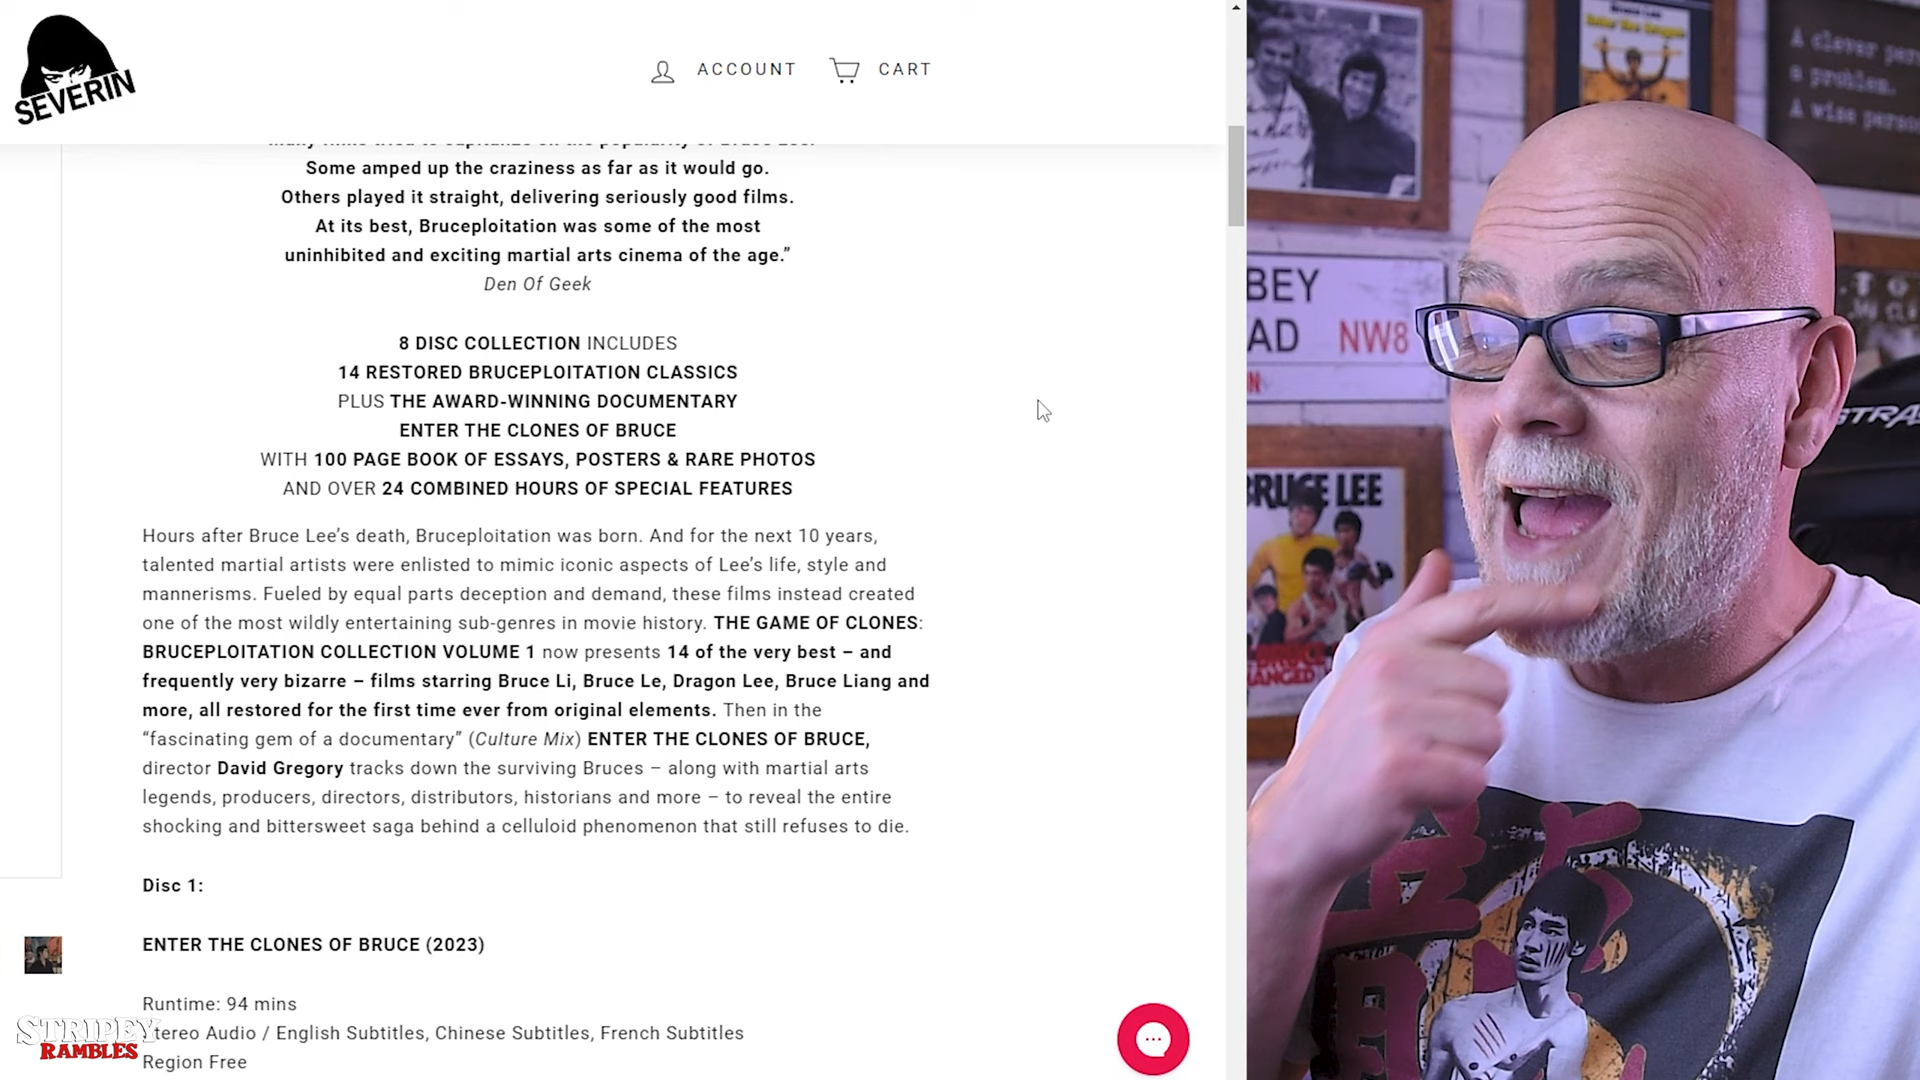 SEVERIN
ACCOUNT
CART
Some amped up the craziness as far as it would go.
Others played it straight, delivering seriously good films.
At its best, Bruceploitation was some of the most
uninhibited and exciting martial arts cinema of the age.”
Den Of Geek
8 DISC COLLECTION INCLUDES
14 RESTORED BRUCEPLOITATION CLASSICS
PLUS THE AWARD-WINNING DOCUMENTARY
ENTER THE CLONES OF BRUCE
WITH 100 PAGE BOOK OF ESSAYS, POSTERS & RARE PHOTOS
AND OVER 24 COMBINED HOURS OF SPECIAL FEATURES
Hours after Bruce Lee’s death, Bruceploitation was born. And for the next 10 years,
talented martial artists were enlisted to mimic iconic aspects of Lee’s life, style and
mannerisms. Fueled by equal parts deception and demand, these films instead created
one of the most wildly entertaining sub-genres in movie history. THE GAME OF CLONES:
BRUCEPLOITATION COLLECTION VOLUME 1 now presents 14 of the very best – and
frequently very bizarre – films starring Bruce Li, Bruce Le, Dragon Lee, Bruce Liang and
more, all restored for the first time ever from original elements. Then in the
“fascinating gem of a documentary” (Culture Mix) ENTER THE CLONES OF BRUCE,
director David Gregory tracks down the surviving Bruces – along with martial arts
legends, producers, directors, distributors, historians and more – to reveal the entire
shocking and bittersweet saga behind a celluloid phenomenon that still refuses to die.
Disc 1:
ENTER THE CLONES OF BRUCE (2023)
Runtime: 94 mins
Stereo Audio / English Subtitles, Chinese Subtitles, French Subtitles
Region Free
STRIPEY
RAMBLES
A clever pers
a problem.
A wise person
BEY
AD NW8
BRUCE LEE
STRA